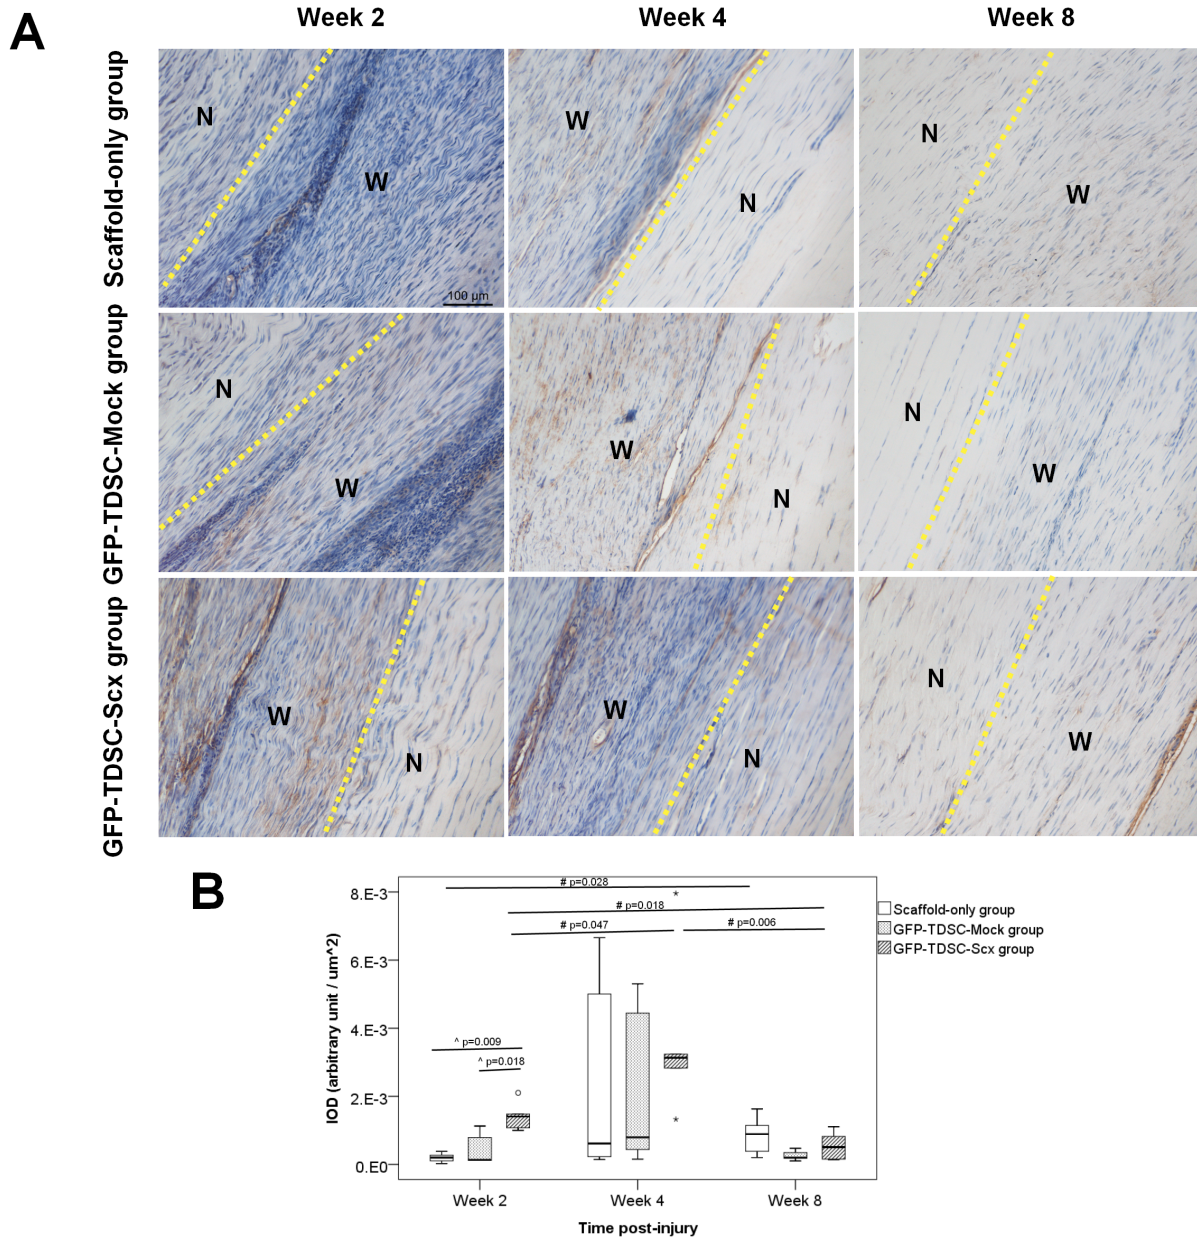 A
Week 2 Week 4 Week 8
Scaffold-only group
N W W N N W
100 µm
GFP-TDSC-Mock group
N W W N N W
GFP-TDSC-Scx group
W N W N N W
B
# p=0.028
*
# p=0.018
# p=0.047 # p=0.006
^ p=0.009
^ p=0.018
*
8.E-3
6.E-3
4.E-3
2.E-3
0.E0
IOD (arbitrary unit / um^2)
Week 2 Week 4 Week 8
Time post-injury
Scaffold-only group
GFP-TDSC-Mock group
GFP-TDSC-Scx group